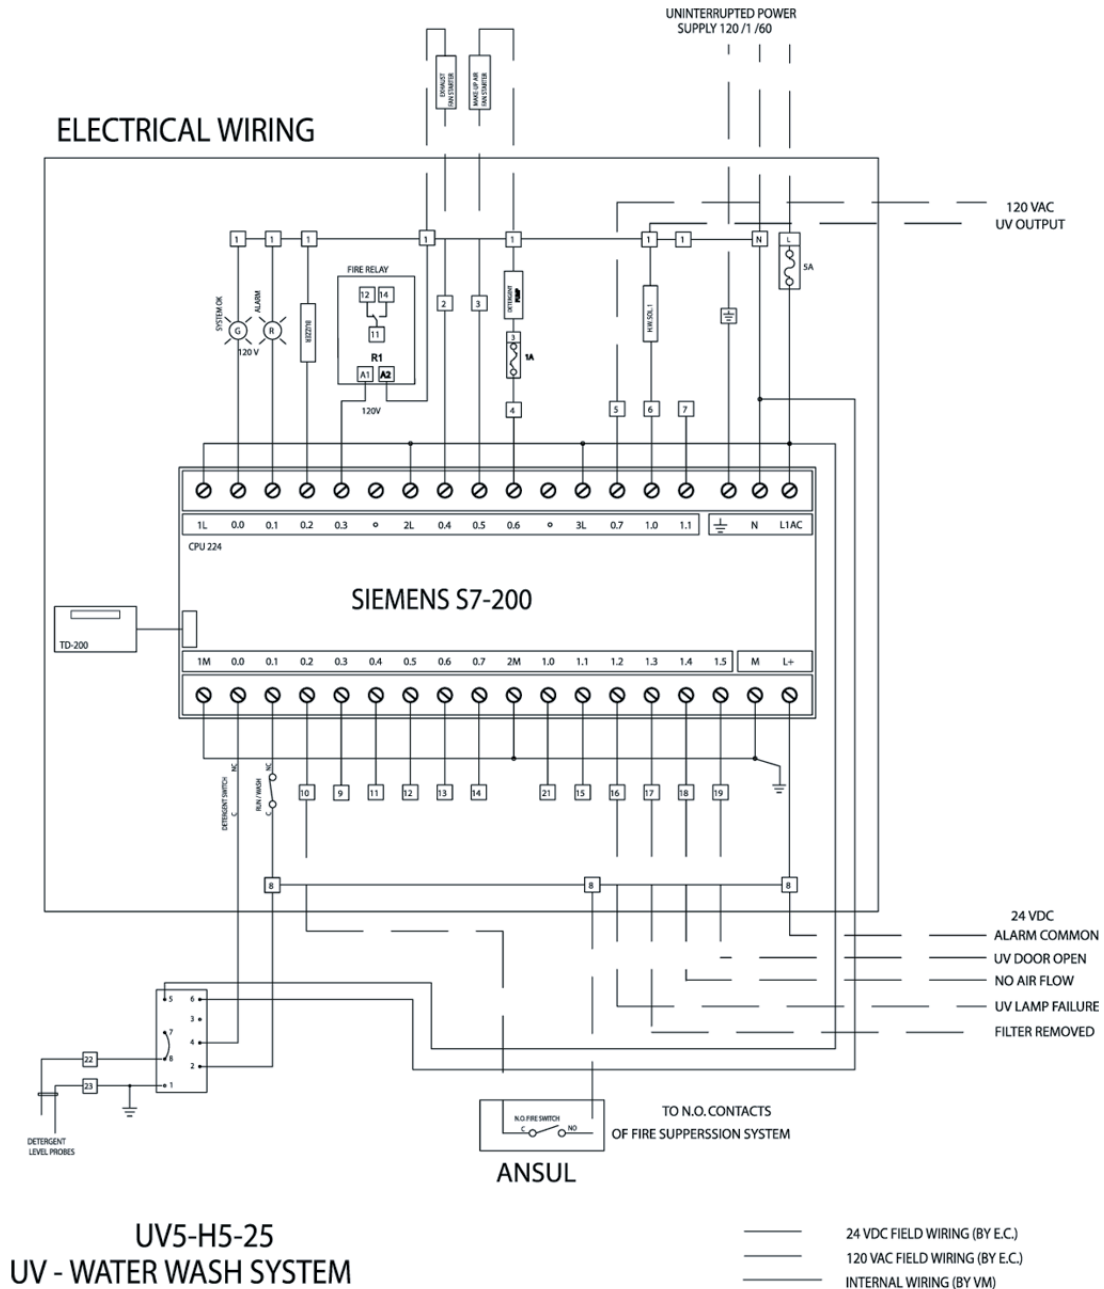 UNINTERRUPTED POWER
SUPPLY 120 /1 /60
EXHAUST
FAN STARTER
MAKE-UP AIR
FAN STARTER
ELECTRICAL WIRING
120 VAC
UV OUTPUT
1 1 1 1 1 1 1 N L
5A
FIRE RELAY
12 14
11
R1
A1 A2
120V
SYSTEM OK
G
120 V
ALARM
R
BUZZER
2 3
DETERGENT
PUMP
3
1A
4
H.W. SOL. 1
5 6 7
1L 0.0 0.1 0.2 0.3 2L 0.4 0.5 0.6 3L 0.7 1.0 1.1 N L1AC
CPU 224
SIEMENS S7-200
TD-200
1M 0.0 0.1 0.2 0.3 0.4 0.5 0.6 0.7 2M 1.0 1.1 1.2 1.3 1.4 1.5 M L+
DETERGENT SWITCH
NC
C
RUN / WASH
NC
C
10 9 11 12 13 14 21 15 16 17 18 19
8 8 8
24 VDC
ALARM COMMON
UV DOOR OPEN
NO AIR FLOW
UV LAMP FAILURE
FILTER REMOVED
5 6
3
7
4
8
2
1
22
23
DETERGENT
LEVEL PROBES
N.O. FIRE SWITCH
C NO
ANSUL
TO N.O. CONTACTS
OF FIRE SUPPERSSION SYSTEM
UV5-H5-25
UV - WATER WASH SYSTEM
24 VDC FIELD WIRING (BY E.C.)
120 VAC FIELD WIRING (BY E.C.)
INTERNAL WIRING (BY VM)